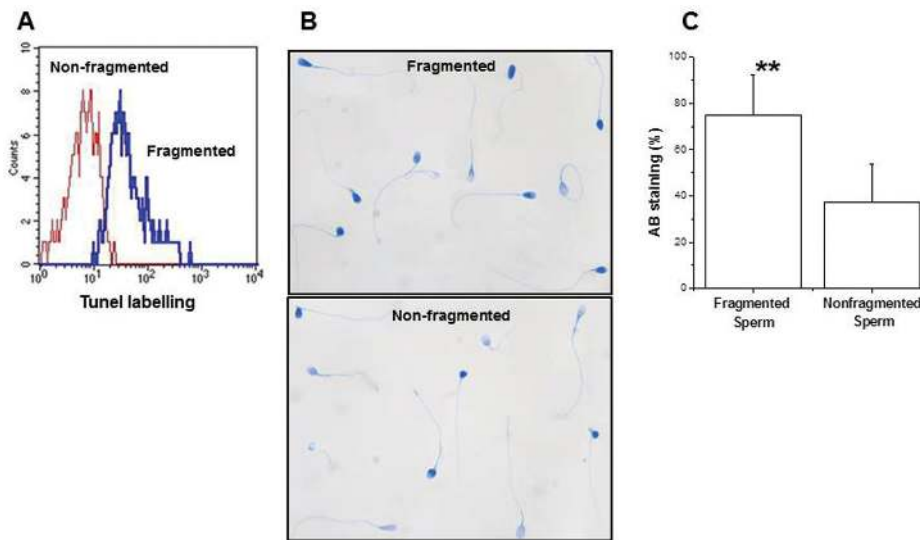 A
10
8
6
4
2
0
Counts
Non-fragmented
Fragmented
10⁰
10¹
10²
10³
10⁴
Tunel labelling
B
Fragmented
Non-fragmented
C
100
80
60
40
20
0
AB staining (%)
**
Fragmented
Sperm
Nonfragmented
Sperm